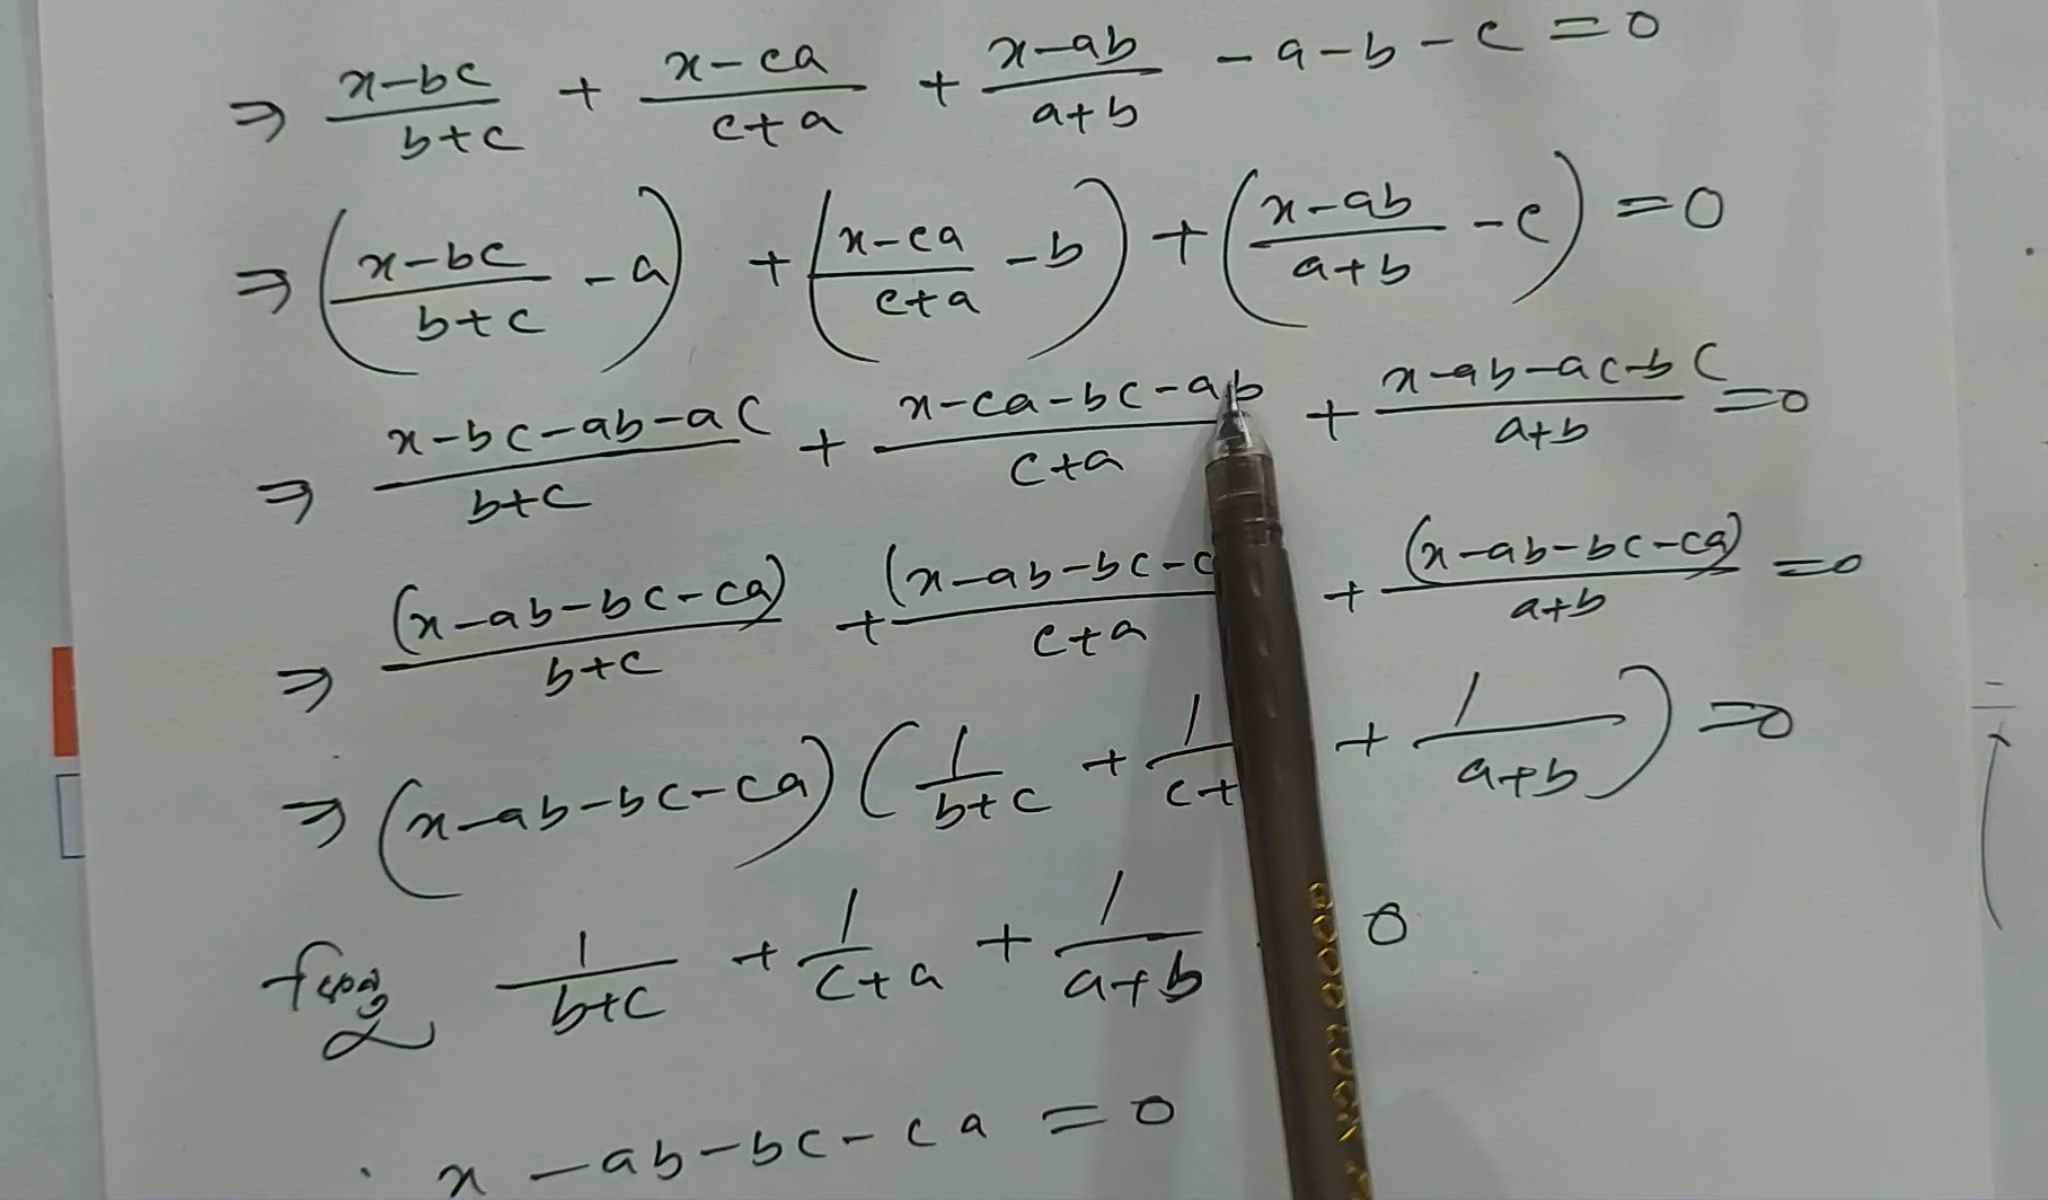 ⇒ (x-bc)/(b+c) + (x-ca)/(c+a) + (x-ab)/(a+b) - a - b - c = 0
⇒ ((x-bc)/(b+c) - a) + ((x-ca)/(c+a) - b) + ((x-ab)/(a+b) - c) = 0
⇒ (x-bc-ab-ac)/(b+c) + (x-ca-bc-ab)/(c+a) + (x-ab-ac-bc)/(a+b) = 0
⇒ (x-ab-bc-ca)/(b+c) + (x-ab-bc-c)/(c+a) + (x-ab-bc-ca)/(a+b) = 0
⇒ (x-ab-bc-ca) (1/(b+c) + 1/(c+ + 1/(a+b)) = 0
1/(b+c) + 1/(c+a) + 1/(a+b) 0
x - ab - bc - ca = 0